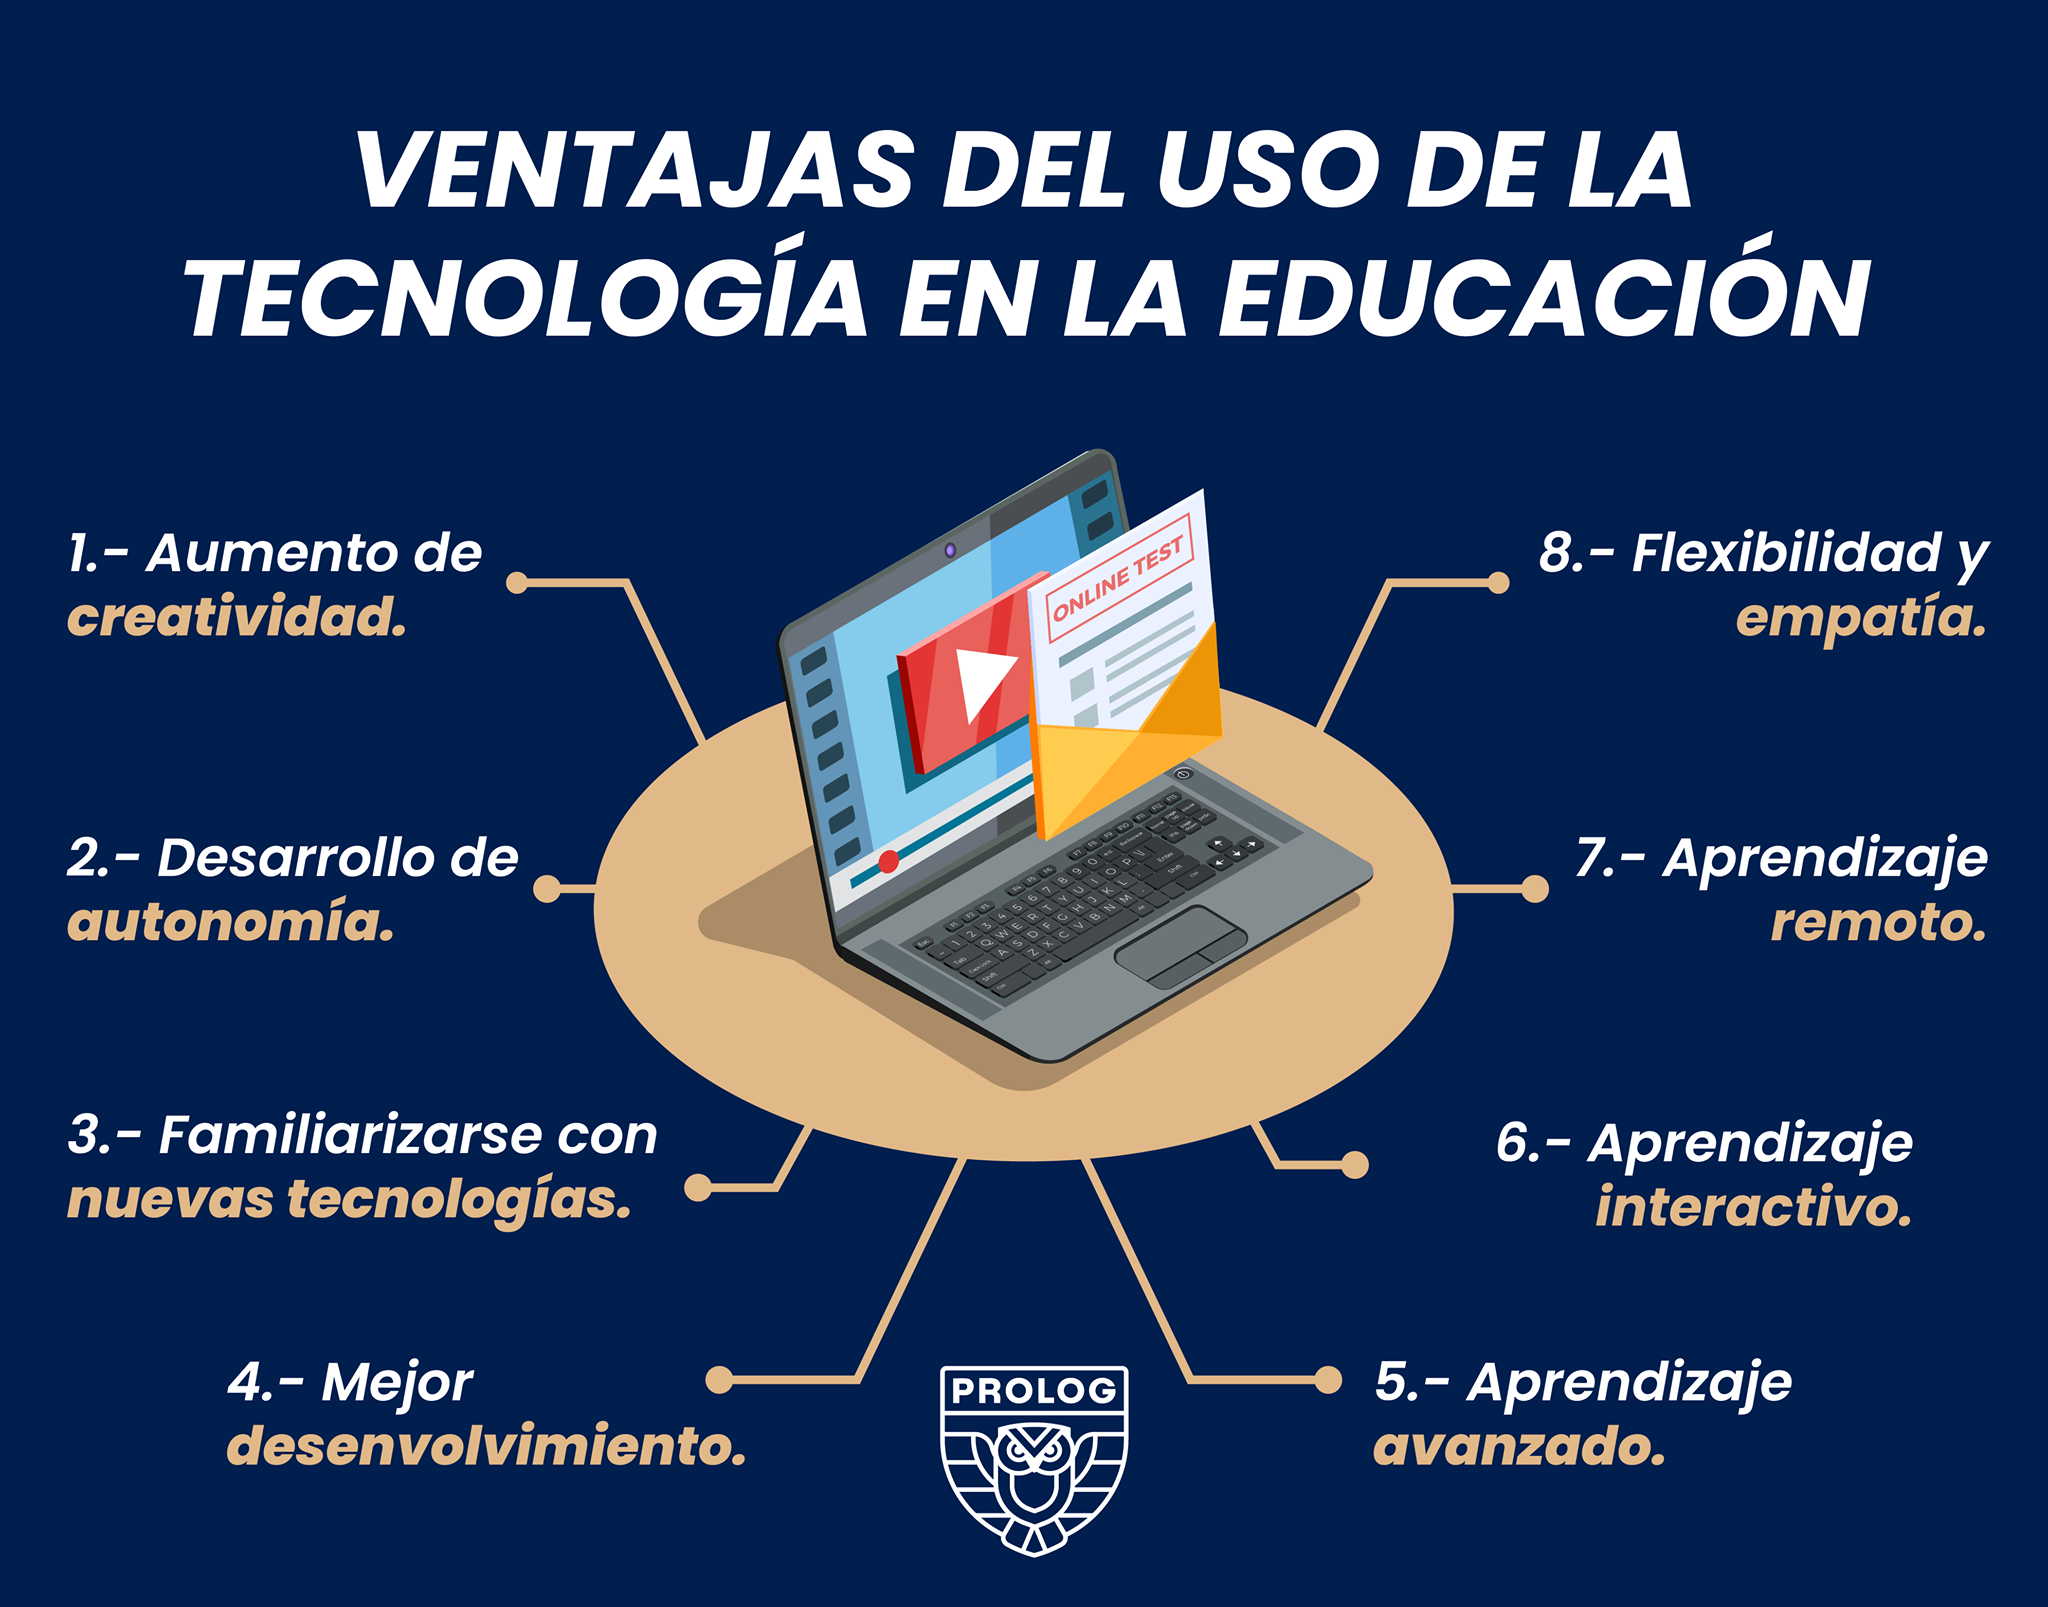 VENTAJAS DEL USO DE LA
TECNOLOGÍA EN LA EDUCACIÓN
1.- Aumento de
creatividad.
2.- Desarrollo de
autonomía.
3.- Familiarizarse con
nuevas tecnologías.
4.- Mejor
desenvolvimiento.
5.- Aprendizaje
avanzado.
6.- Aprendizaje
interactivo.
7.- Aprendizaje
remoto.
8.- Flexibilidad y
empatía.
ONLINE TEST
PROLOG